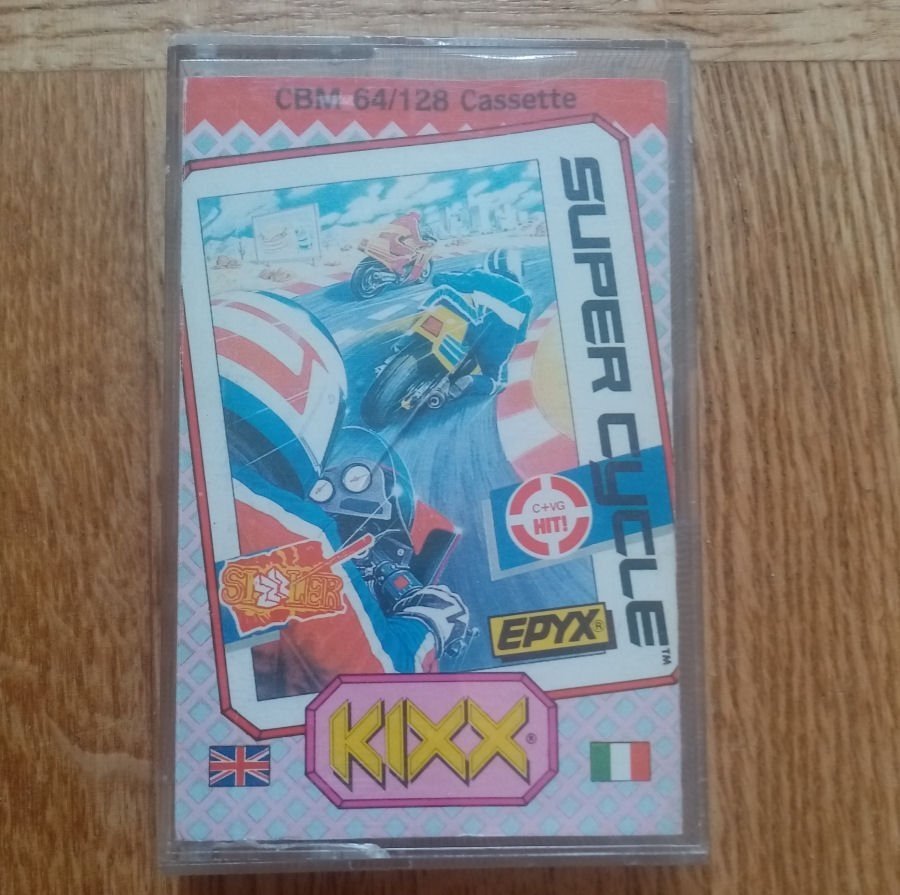 CBM 64/128 Cassette
SUPER CYCLE™
C+VG
HIT!
SIZZLER
EPYX®
KIXX®